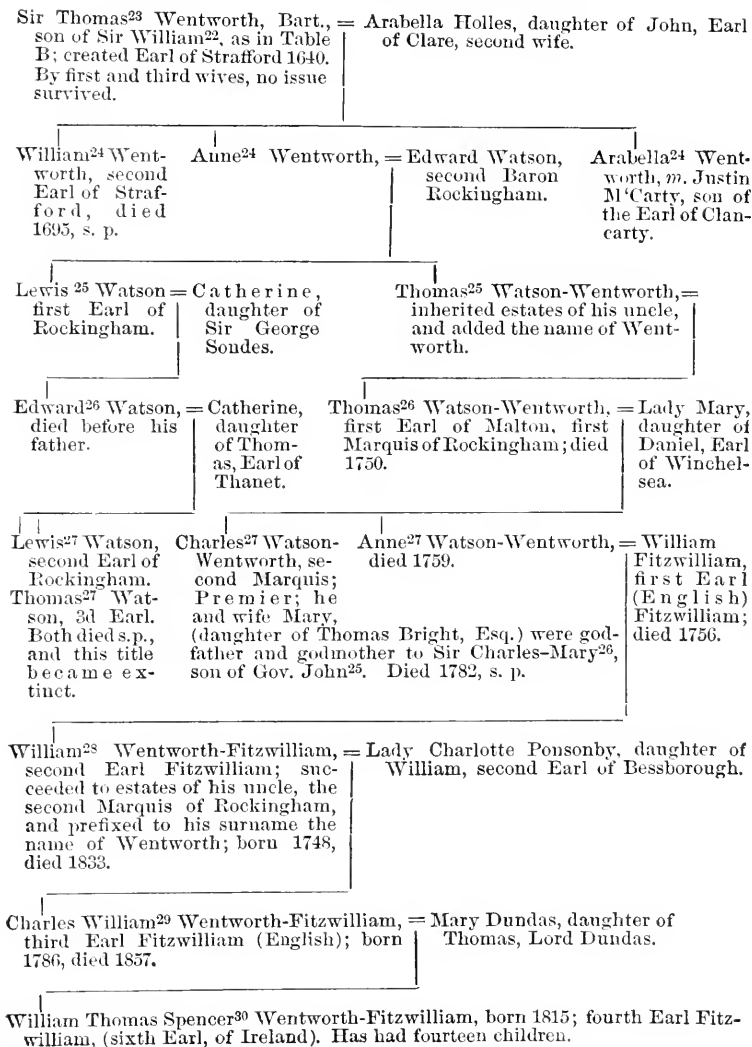 Sir Thomas²³ Wentworth, Bart., = Arabella Holles, daughter of John, Earl
son of Sir William²², as in Table of Clare, second wife.
B; created Earl of Strafford 1640.
By first and third wives, no issue
survived.
William²⁴ Went-
worth, second
Earl of Straf-
ford, died
1695, s. p.
Anne²⁴ Wentworth, = Edward Watson,
second Baron
Rockingham.
Arabella²⁴ Went-
worth, m. Justin
M'Carty, son of
the Earl of Clan-
carty.
Lewis ²⁵ Watson = Catherine,
first Earl of daughter of
Rockingham. Sir George
Sondes.
Thomas²⁵ Watson-Wentworth, =
inherited estates of his uncle,
and added the name of Went-
worth.
Edward²⁶ Watson, = Catherine,
died before his daughter
father. of Thom-
as, Earl of
Thanet.
Thomas²⁶ Watson-Wentworth, = Lady Mary,
first Earl of Malton, first daughter of
Marquis of Rockingham; died Daniel, Earl
1750. of Winchel-
sea.
Lewis²⁷ Watson,
second Earl of
Rockingham.
Thomas²⁷ Wat-
son, 3d Earl.
Both died s.p.,
and this title
became ex-
tinct.
Charles²⁷ Watson-
Wentworth, se-
cond Marquis;
Premier; he
and wife Mary,
(daughter of Thomas Bright, Esq.) were god-
father and godmother to Sir Charles-Mary²⁶,
son of Gov. John²⁵. Died 1782, s. p.
Anne²⁷ Watson-Wentworth, = William
died 1759. Fitzwilliam,
first Earl
(English)
Fitzwilliam;
died 1756.
William²⁸ Wentworth-Fitzwilliam, = Lady Charlotte Ponsonby, daughter of
second Earl Fitzwilliam; suc- William, second Earl of Bessborough.
ceeded to estates of his uncle, the
second Marquis of Rockingham,
and prefixed to his surname the
name of Wentworth; born 1748,
died 1833.
Charles William²⁹ Wentworth-Fitzwilliam, = Mary Dundas, daughter of
third Earl Fitzwilliam (English); born Thomas, Lord Dundas.
1786, died 1857.
William Thomas Spencer³⁰ Wentworth-Fitzwilliam, born 1815; fourth Earl Fitz-
william, (sixth Earl, of Ireland). Has had fourteen children.